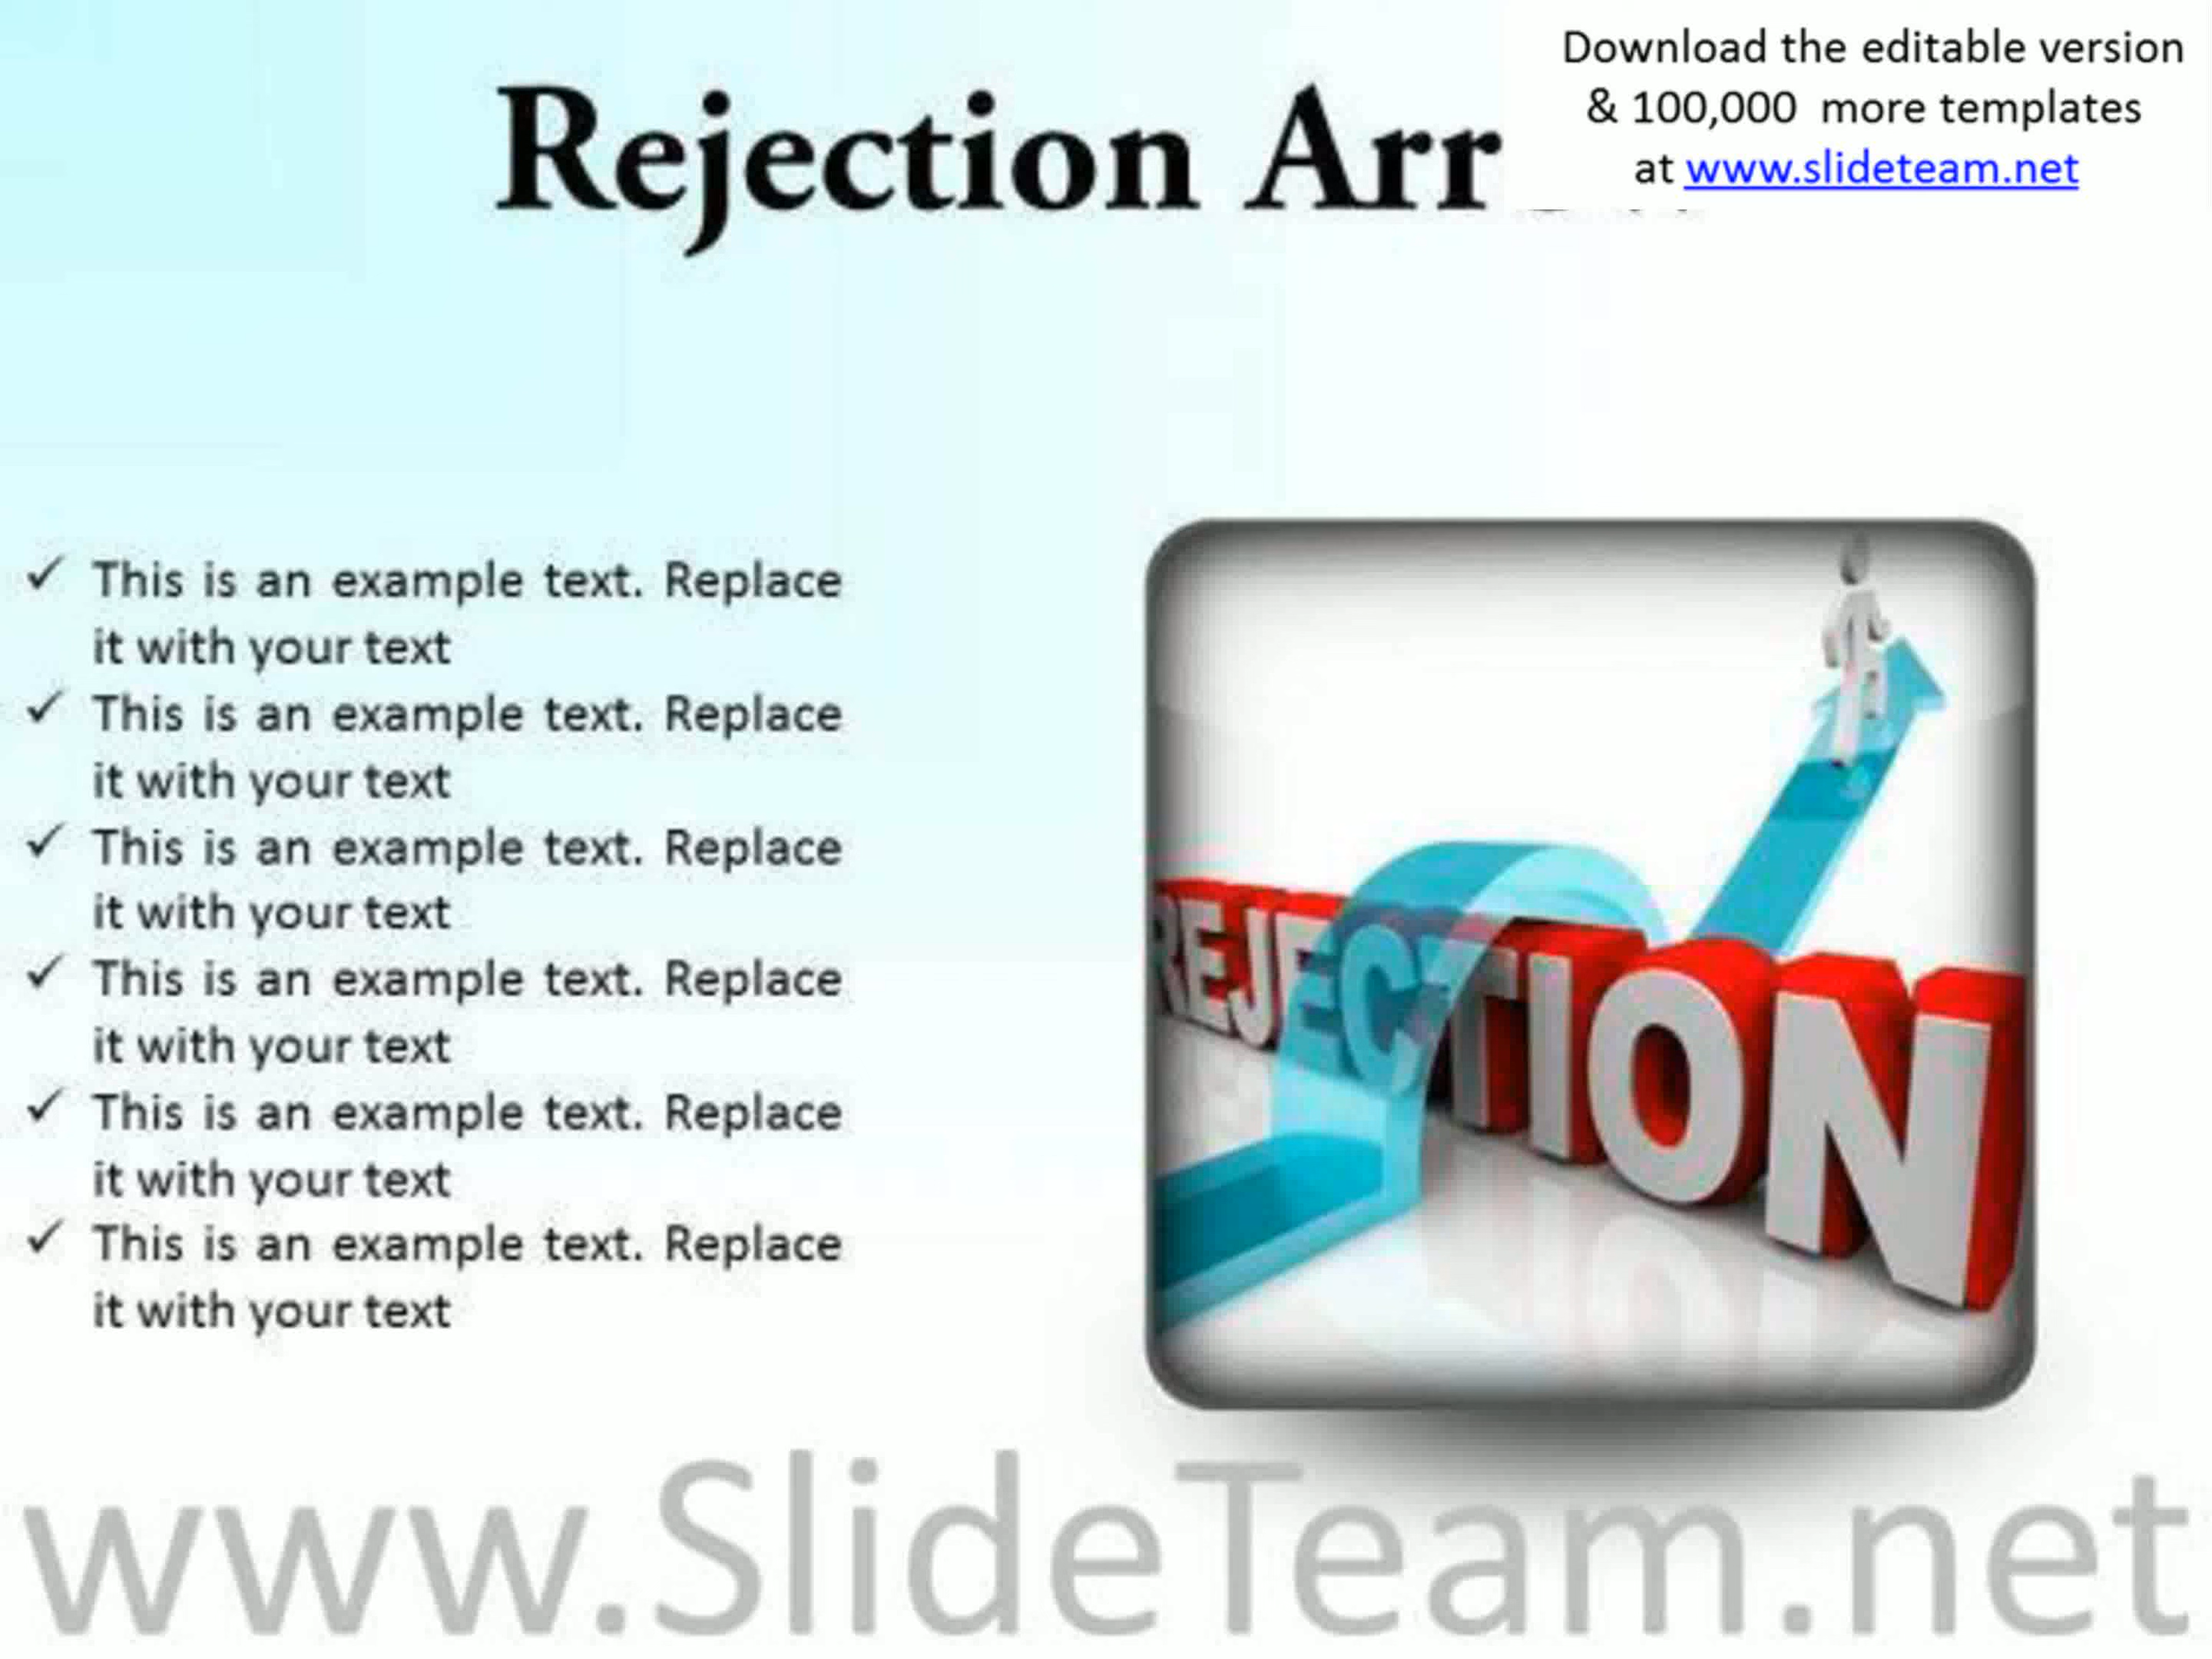 Download the editable version
& 100,000 more templates
at www.slideteam.net
Rejection Arr
✓ This is an example text. Replace
it with your text
✓ This is an example text. Replace
it with your text
✓ This is an example text. Replace
it with your text
✓ This is an example text. Replace
it with your text
✓ This is an example text. Replace
it with your text
✓ This is an example text. Replace
it with your text
REJECTION
www.SlideTeam.net